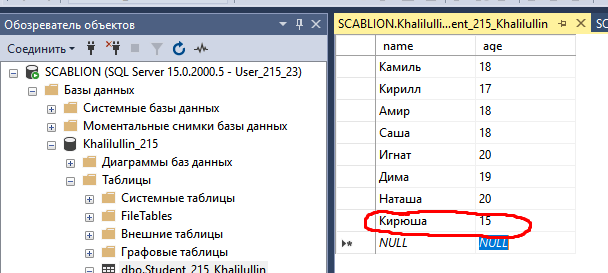 Обозреватель объектов
Соединить
SCABLION (SQL Server 15.0.2000.5 - User_215_23)
Базы данных
Системные базы данных
Моментальные снимки базы данных
Khalilullin_215
Диаграммы баз данных
Таблицы
Системные таблицы
FileTables
Внешние таблицы
Графовые таблицы
dbo.Student_215_Khalilullin
SCABLION.Khalilulli...ent_215_Khalilullin
name age
Камиль 18
Кирилл 17
Амир 18
Саша 18
Игнат 20
Дима 19
Наташа 20
Кирюша 15
NULL NULL